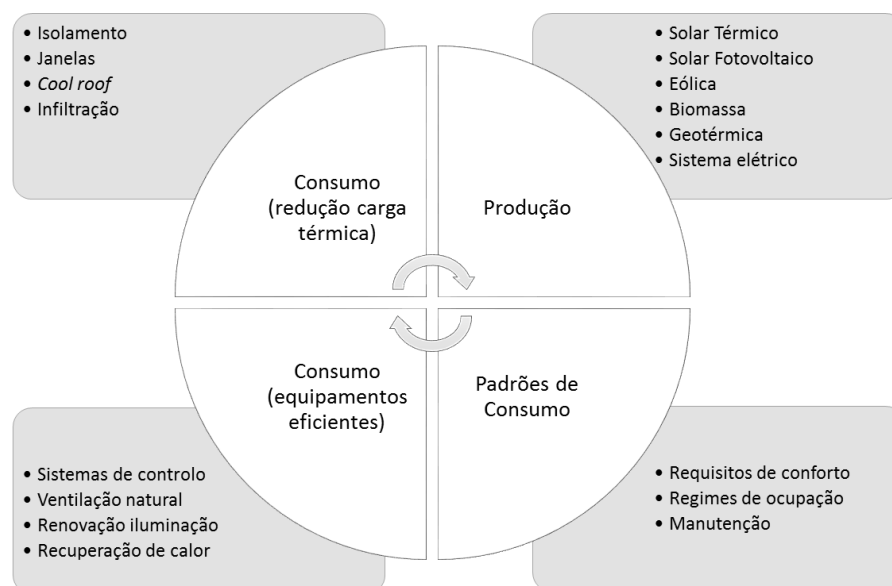 • Isolamento
• Janelas
• Cool roof
• Infiltração
• Solar Térmico
• Solar Fotovoltaico
• Eólica
• Biomassa
• Geotérmica
• Sistema elétrico
Consumo
(redução carga
térmica)
Produção
Consumo
(equipamentos
eficientes)
Padrões de
Consumo
• Sistemas de controlo
• Ventilação natural
• Renovação iluminação
• Recuperação de calor
• Requisitos de conforto
• Regimes de ocupação
• Manutenção